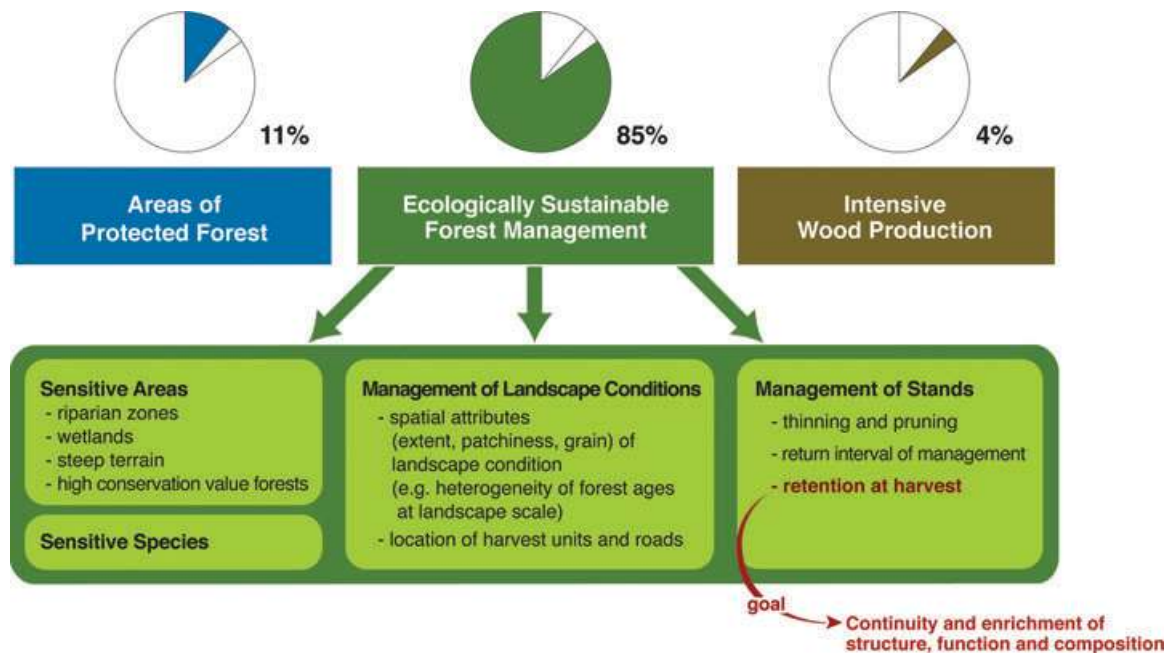 11%
85%
4%
Areas of
Protected Forest
Ecologically Sustainable
Forest Management
Intensive
Wood Production
Sensitive Areas
- riparian zones
- wetlands
- steep terrain
- high conservation value forests
Sensitive Species
Management of Landscape Conditions
- spatial attributes
(extent, patchiness, grain) of
landscape condition
(e.g. heterogeneity of forest ages
at landscape scale)
- location of harvest units and roads
Management of Stands
- thinning and pruning
- return interval of management
- retention at harvest
goal
Continuity and enrichment of
structure, function and composition